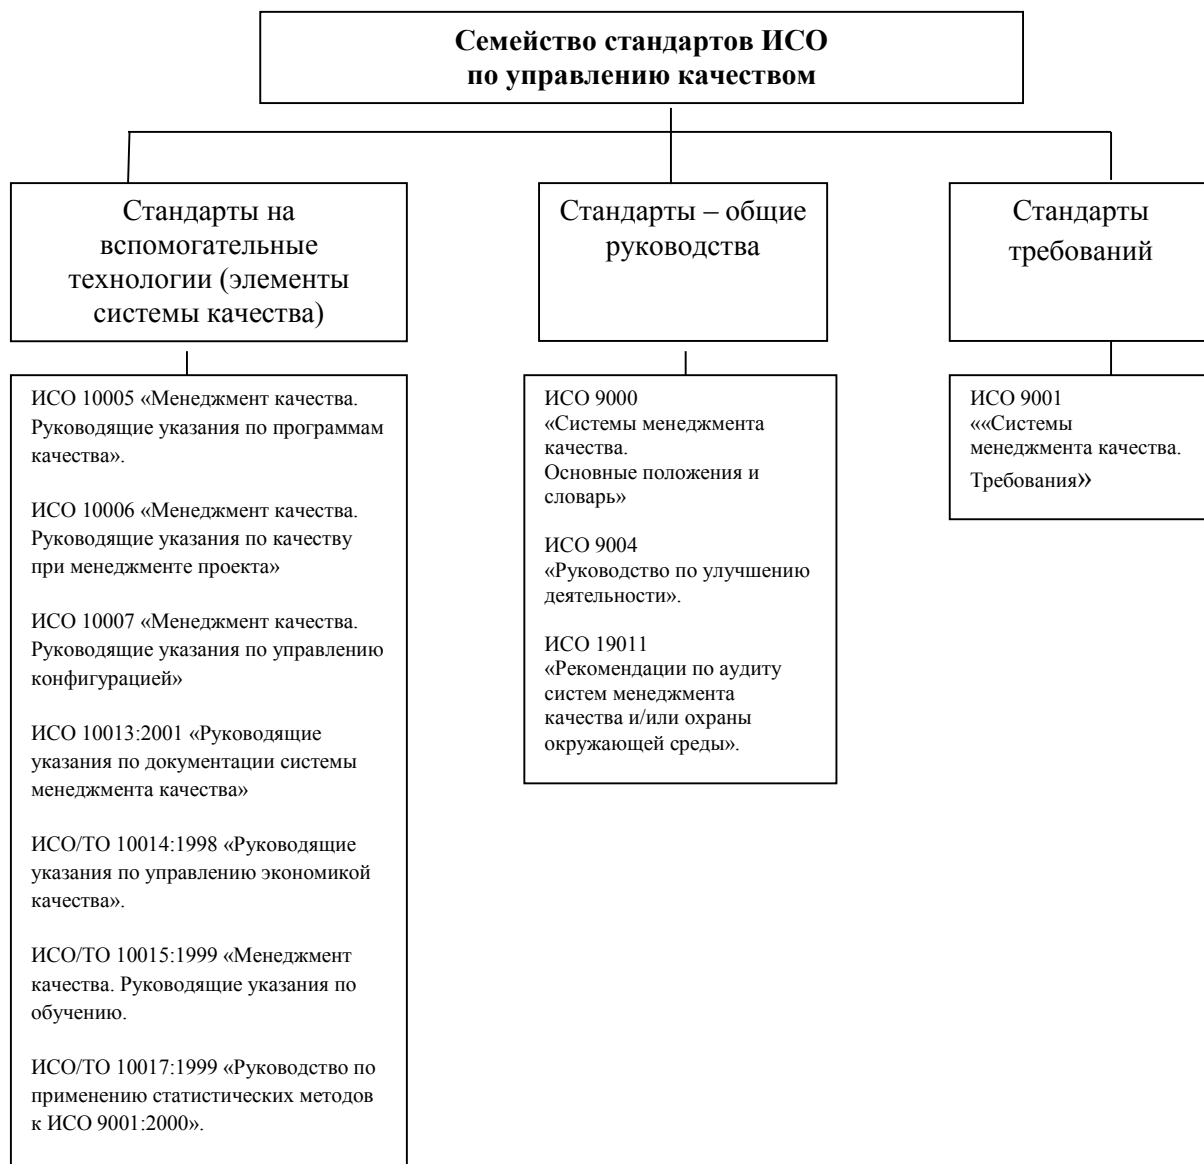 Семейство стандартов ИСО
по управлению качеством
Стандарты на
вспомогательные
технологии (элементы
системы качества)
Стандарты – общие
руководства
Стандарты
требований
ИСО 10005 «Менеджмент качества.
Руководящие указания по программам
качества».
ИСО 10006 «Менеджмент качества.
Руководящие указания по качеству
при менеджменте проекта»
ИСО 10007 «Менеджмент качества.
Руководящие указания по управлению
конфигурацией»
ИСО 10013:2001 «Руководящие
указания по документации системы
менеджмента качества»
ИСО/ТО 10014:1998 «Руководящие
указания по управлению экономикой
качества».
ИСО/ТО 10015:1999 «Менеджмент
качества. Руководящие указания по
обучению.
ИСО/ТО 10017:1999 «Руководство по
применению статистических методов
к ИСО 9001:2000».
ИСО 9000
«Системы менеджмента
качества.
Основные положения и
словарь»
ИСО 9004
«Руководство по улучшению
деятельности».
ИСО 19011
«Рекомендации по аудиту
систем менеджмента
качества и/или охраны
окружающей среды».
ИСО 9001
««Системы
менеджмента качества.
Требования»